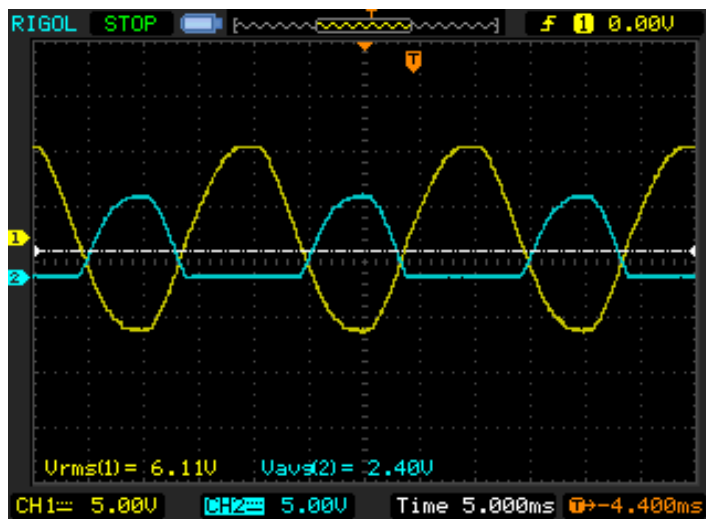 RIGOL STOP f 1 0.00V
T
1
2
Vrms(1)= 6.11V Vavg(2)= 2.40V
CH1 5.00V CH2 5.00V Time 5.000ms T→-4.400ms